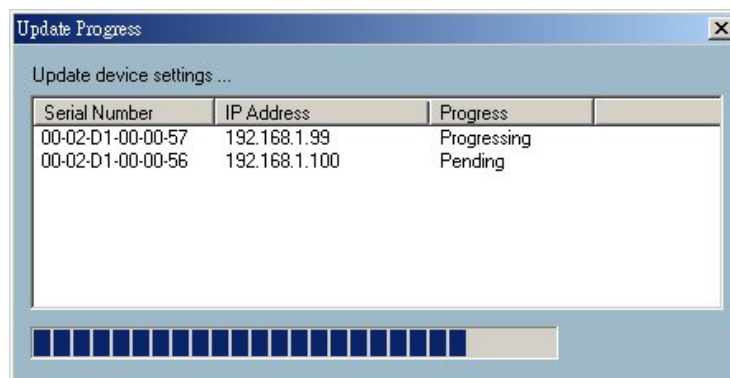 Update Progress
Update device settings ...
Serial Number IP Address Progress
00-02-D1-00-00-57 192.168.1.99 Progressing
00-02-D1-00-00-56 192.168.1.100 Pending